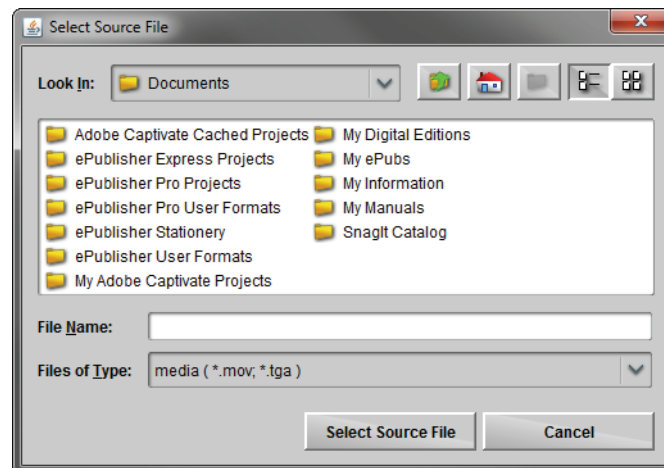 Select Source File
Look In: Documents
Adobe Captivate Cached Projects My Digital Editions
ePublisher Express Projects My ePubs
ePublisher Pro Projects My Information
ePublisher Pro User Formats My Manuals
ePublisher Stationery SnagIt Catalog
ePublisher User Formats
My Adobe Captivate Projects
File Name:
Files of Type: media ( *.mov; *.tga )
Select Source File Cancel